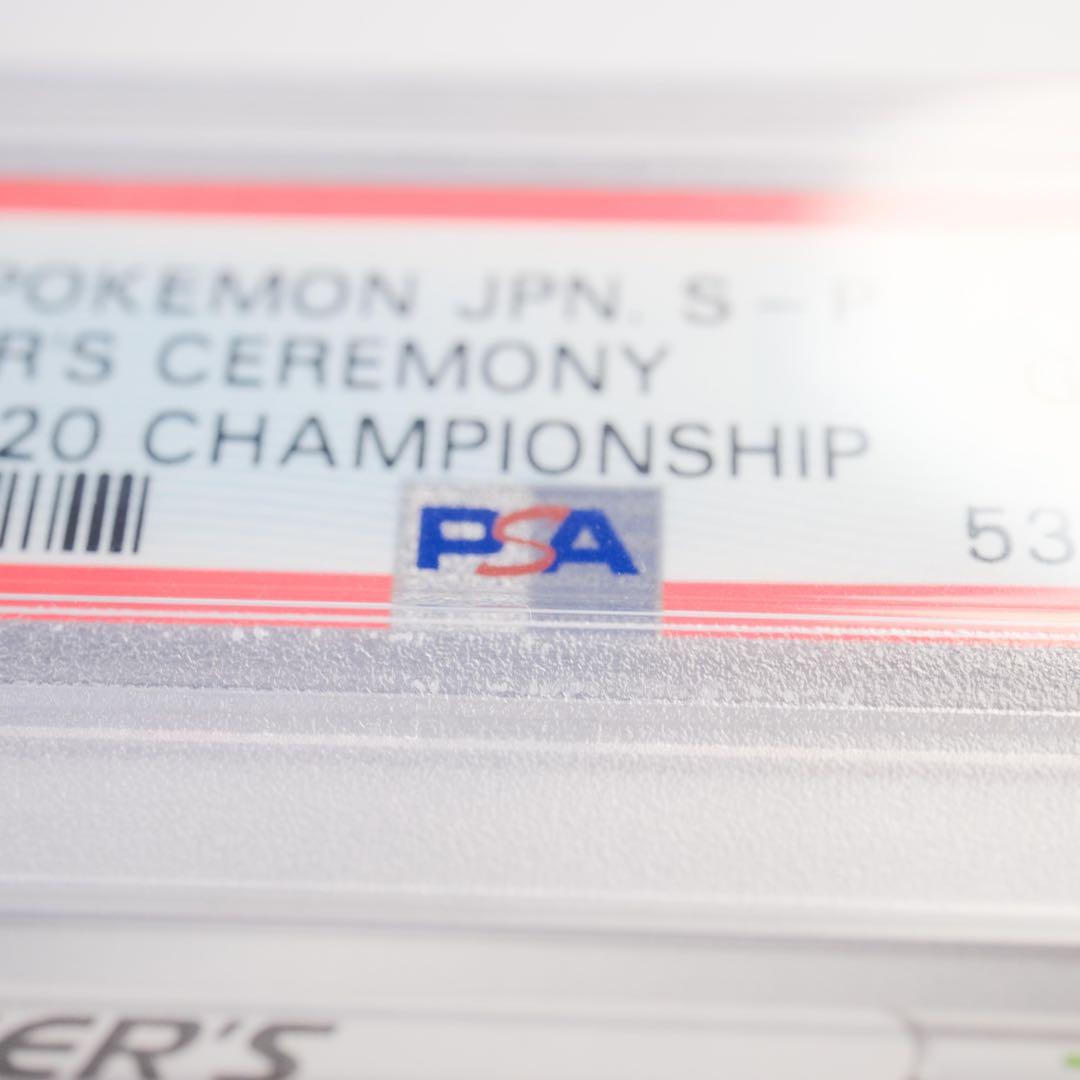 POKEMON JPN. S - P
R'S CEREMONY
20 CHAMPIONSHIP
PSA
53
ER'S